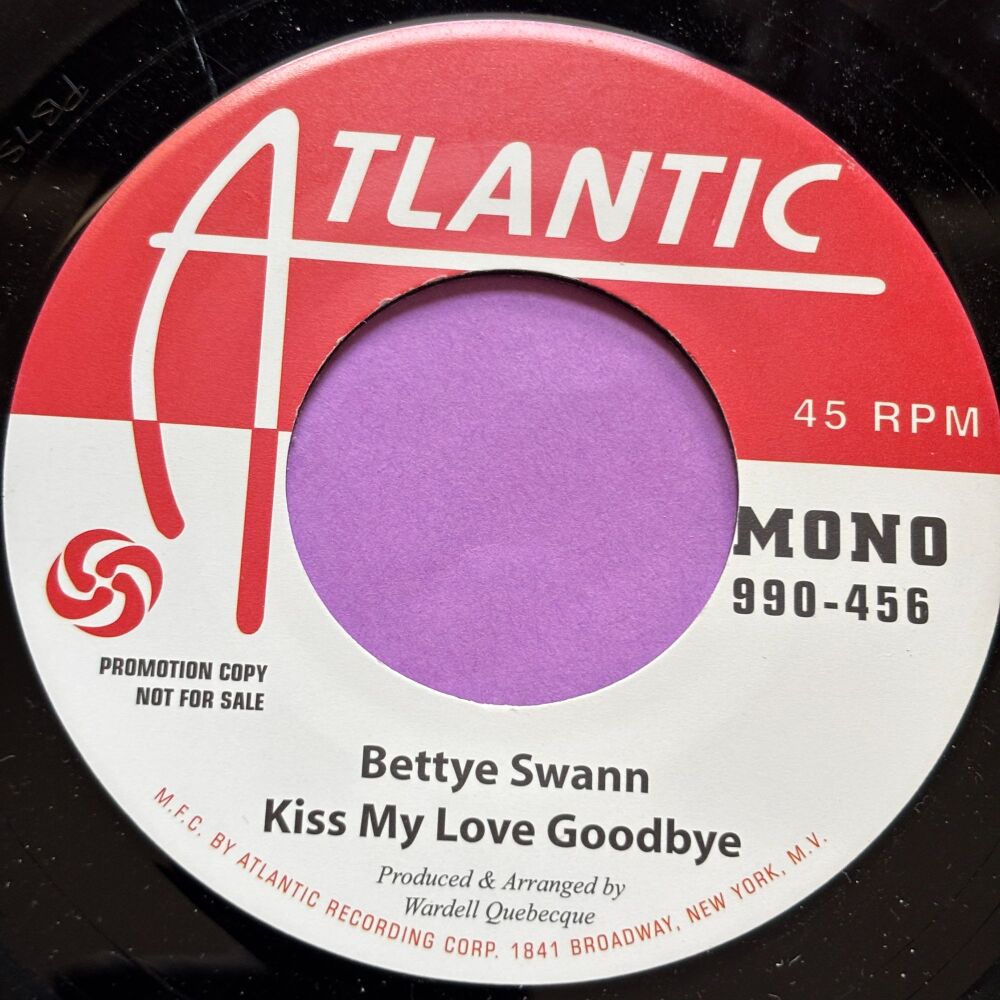 ATLANTIC
45 RPM
MONO
990-456
PROMOTION COPY
NOT FOR SALE
Bettye Swann
Kiss My Love Goodbye
Produced & Arranged by
Wardell Quebecque
M.F.C. BY ATLANTIC RECORDING CORP. 1841 BROADWAY, NEW YORK, M.V.